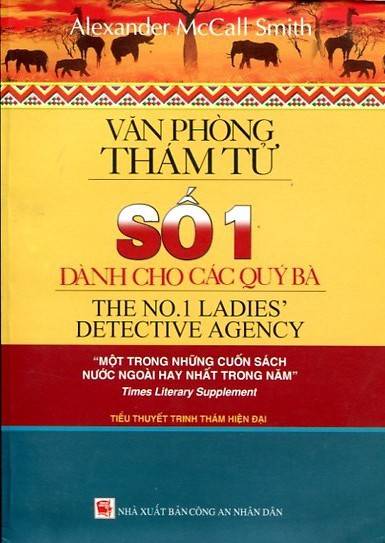 Alexander McCall Smith
VĂN PHÒNG
THÁM TỬ
SỐ 1
DÀNH CHO CÁC QUÝ BÀ
THE NO.1 LADIES'
DETECTIVE AGENCY
"MỘT TRONG NHỮNG CUỐN SÁCH
NƯỚC NGOÀI HAY NHẤT TRONG NĂM"
Times Literary Supplement
TIỂU THUYẾT TRINH THÁM HIỆN ĐẠI
NHÀ XUẤT BẢN CÔNG AN NHÂN DÂN